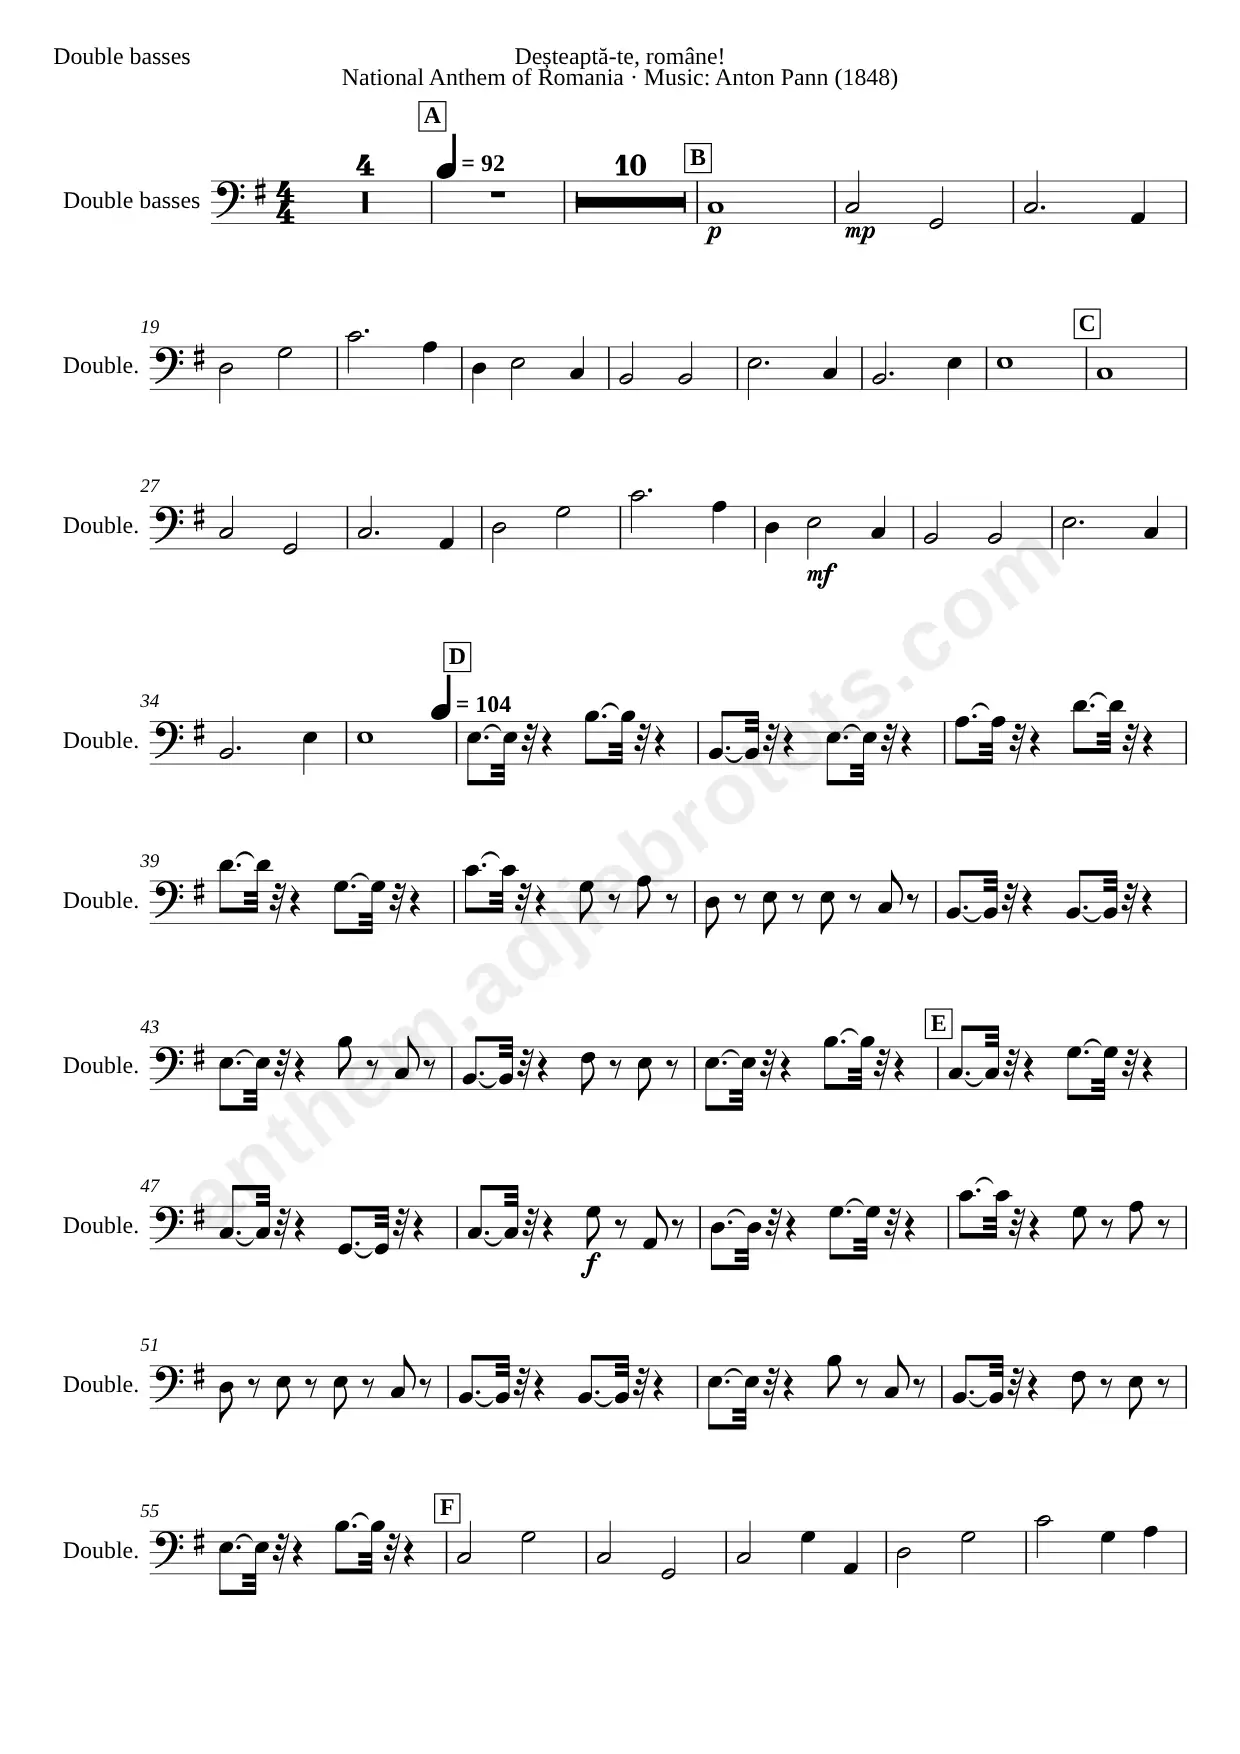 Double basses
Deșteaptă-te, române!
National Anthem of Romania · Music: Anton Pann (1848)
A
= 92
4
10
B
Double basses
4
4
p
mp
19
C
Double.
27
Double.
mf
D
34
= 104
Double.
39
Double.
43
E
Double.
47
Double.
f
51
Double.
55
F
Double.
anthem.adjiebrotots.com